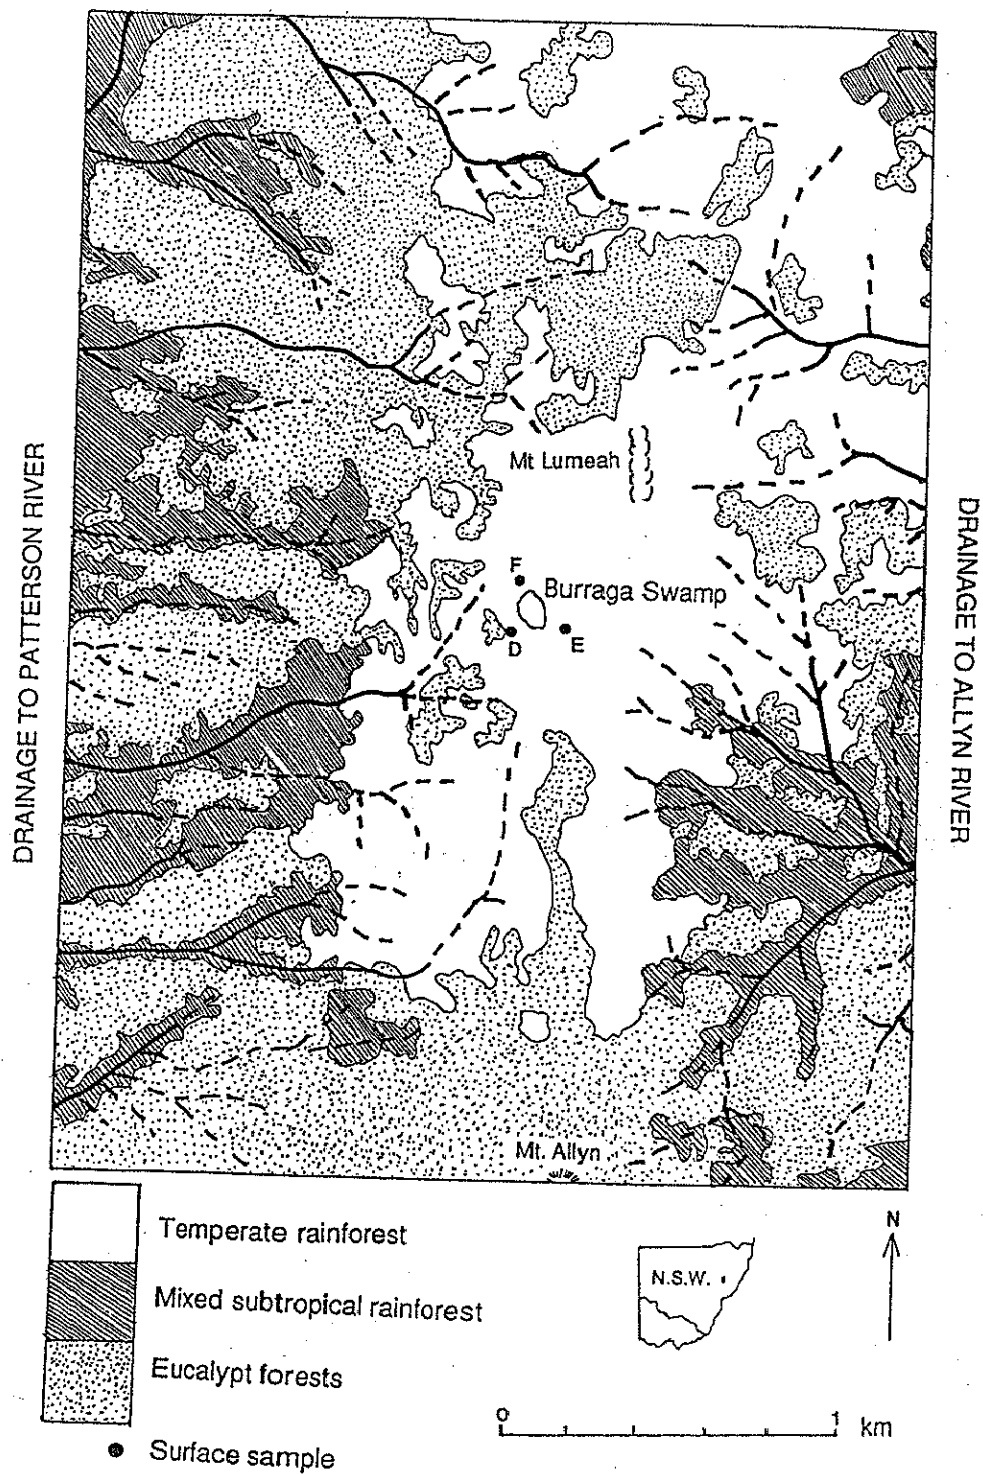 DRAINAGE TO PATTERSON RIVER
DRAINAGE TO ALLYN RIVER
Mt Lumeah
F
Burraga Swamp
D
E
Mt. Allyn
Temperate rainforest
Mixed subtropical rainforest
Eucalypt forests
Surface sample
N.S.W.
N
0 1 km